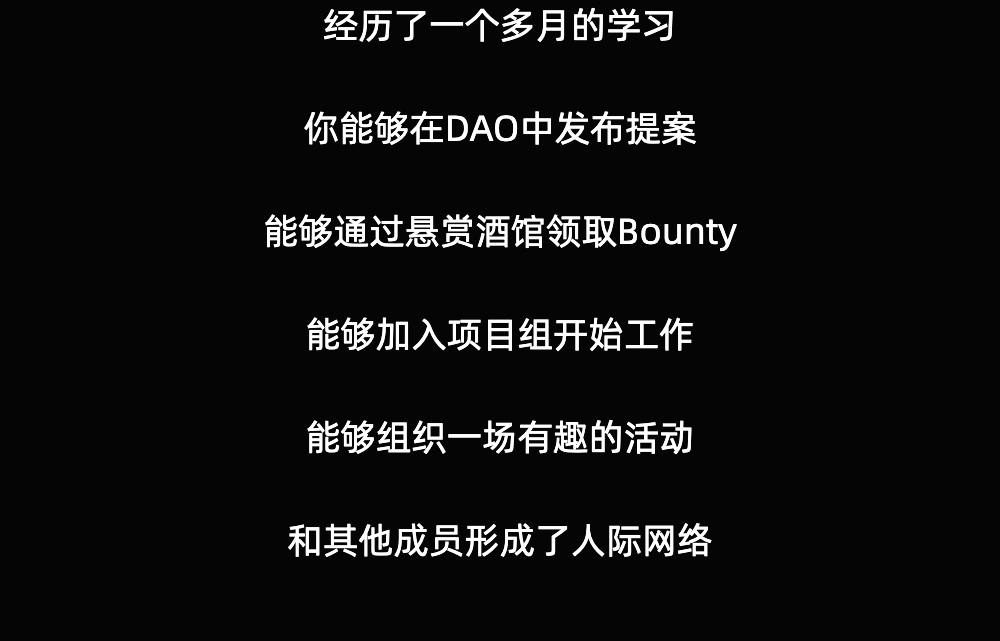 经历了一个多月的学习
你能够在DAO中发布提案
能够通过悬赏酒馆领取Bounty
能够加入项目组开始工作
能够组织一场有趣的活动
和其他成员形成了人际网络